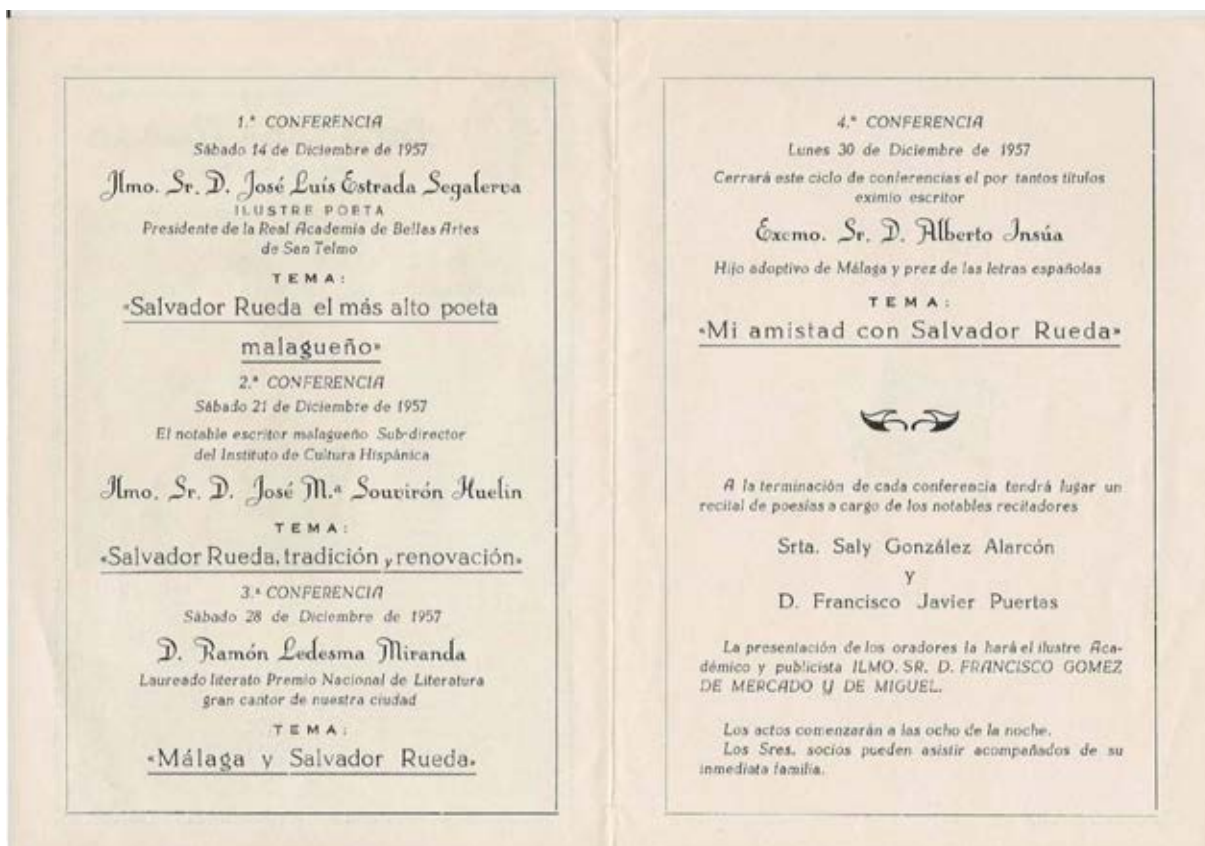 1.ª CONFERENCIA
Sábado 14 de Diciembre de 1957
Ilmo. Sr. D. José Luís Estrada Segalerva
ILUSTRE POETA
Presidente de la Real Academia de Bellas Artes
de San Telmo
TEMA:
«Salvador Rueda el más alto poeta
malagueño»
2.ª CONFERENCIA
Sábado 21 de Diciembre de 1957
El notable escritor malagueño Sub-director
del Instituto de Cultura Hispánica
Ilmo. Sr. D. José M.ª Souvirón Huelin
TEMA:
«Salvador Rueda, tradición y renovación»
3.ª CONFERENCIA
Sábado 28 de Diciembre de 1957
D. Ramón Ledesma Miranda
Laureado literato Premio Nacional de Literatura
gran cantor de nuestra ciudad
TEMA:
«Málaga y Salvador Rueda»
4.ª CONFERENCIA
Lunes 30 de Diciembre de 1957
Cerrará este ciclo de conferencias el por tantos títulos
eximio escritor
Excmo. Sr. D. Alberto Insúa
Hijo adoptivo de Málaga y prez de las letras españolas
TEMA:
«Mi amistad con Salvador Rueda»
A la terminación de cada conferencia tendrá lugar un
recital de poesías a cargo de los notables recitadores
Srta. Saly González Alarcón
y
D. Francisco Javier Puertas
La presentación de los oradores la hará el ilustre Aca-
démico y publicista ILMO. SR. D. FRANCISCO GOMEZ
DE MERCADO Y DE MIGUEL.
Los actos comenzarán a las ocho de la noche.
Los Sres. socios pueden asistir acompañados de su
inmediata familia.